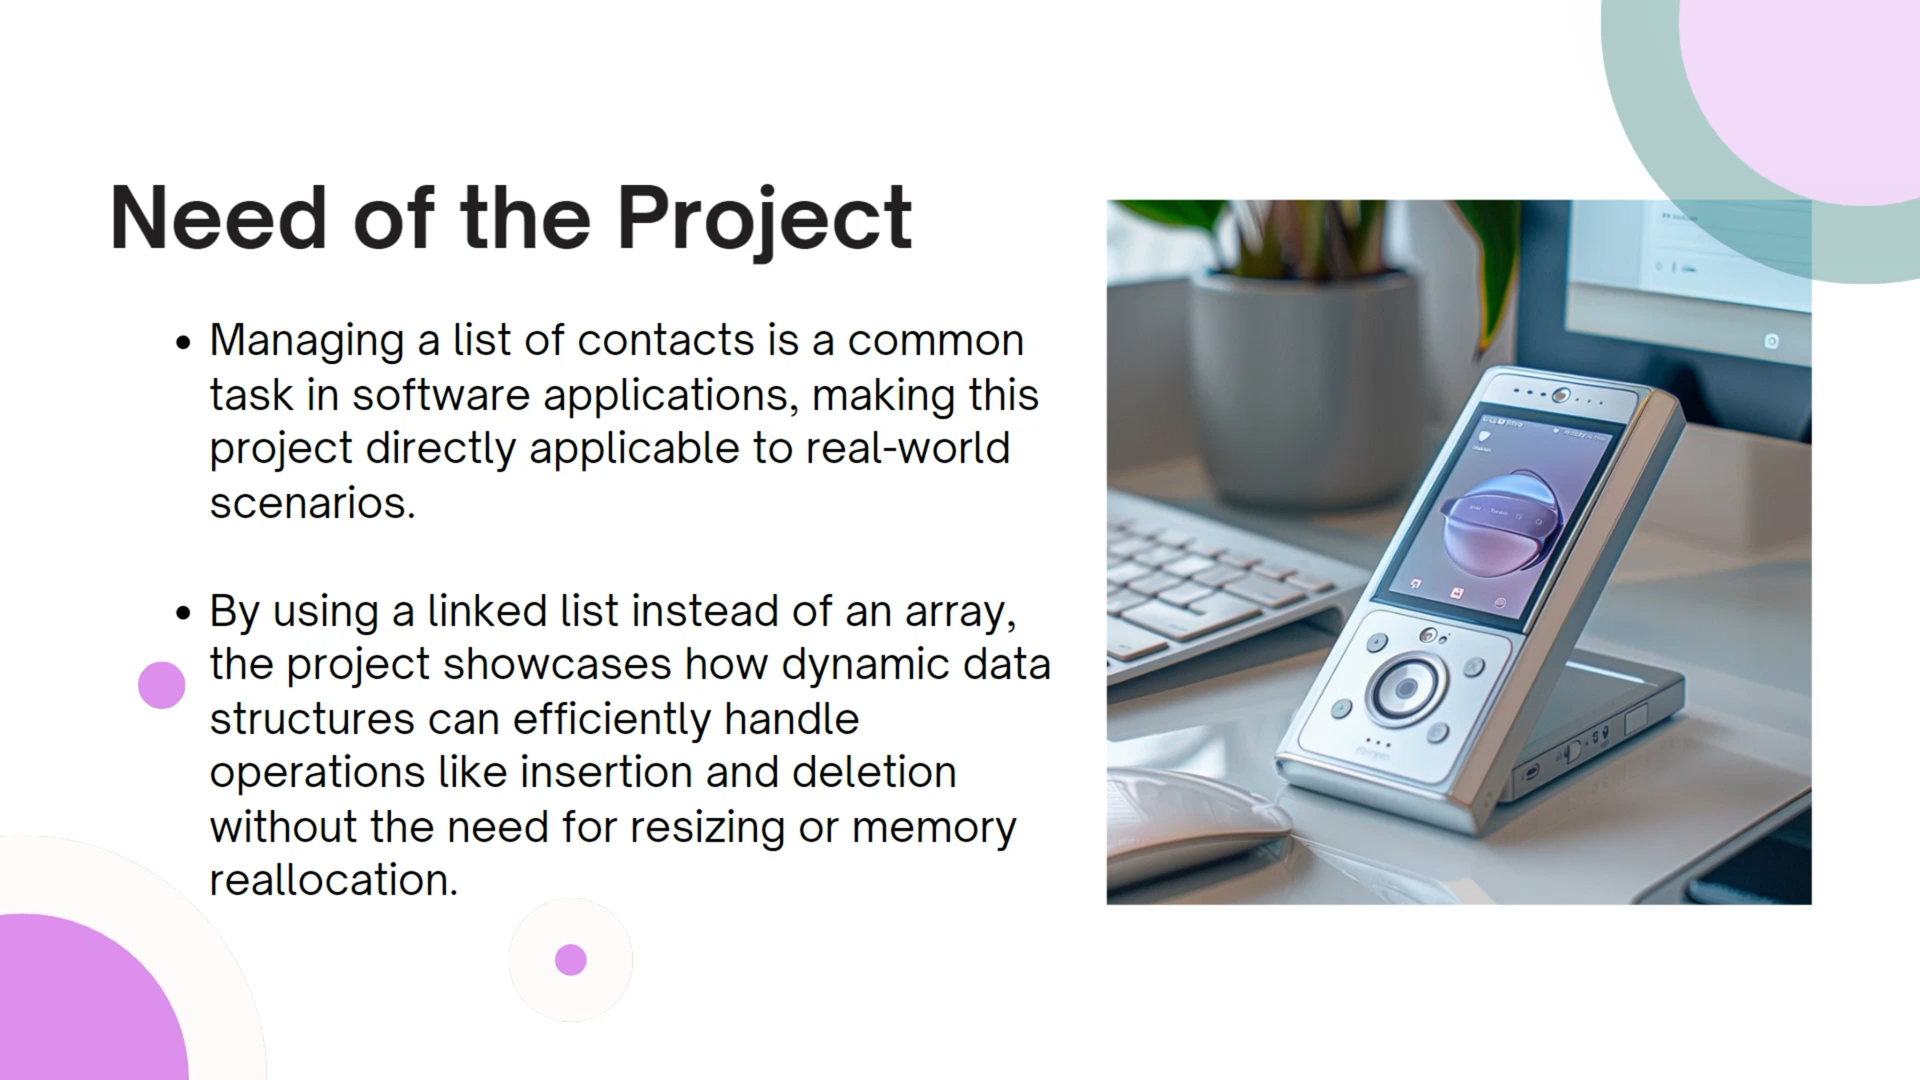 Need of the Project
• Managing a list of contacts is a common
task in software applications, making this
project directly applicable to real-world
scenarios.
• By using a linked list instead of an array,
the project showcases how dynamic data
structures can efficiently handle
operations like insertion and deletion
without the need for resizing or memory
reallocation.